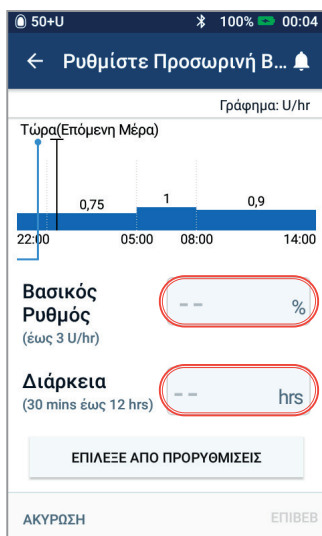 50+U 100% 00:04
Ρυθμίστε Προσωρινή Β...
Γράφημα: U/hr
Τώρα(Επόμενη Μέρα)
0,75 1 0,9
22:00 05:00 08:00 14:00
Βασικός
Ρυθμός
(έως 3 U/hr)
-- %
Διάρκεια
(30 mins έως 12 hrs)
-- hrs
ΕΠΙΛΕΞΕ ΑΠΟ ΠΡΟΡΥΘΜΙΣΕΙΣ
ΑΚΥΡΩΣΗ ΕΠΙΒΕΒ